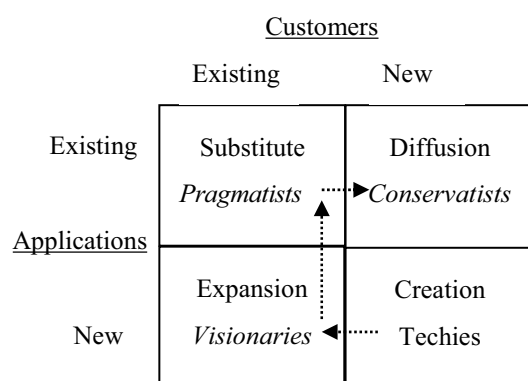 Customers
Existing New
Existing Substitute Diffusion
Pragmatists Conservatists
Applications
Expansion Creation
New Visionaries Techies